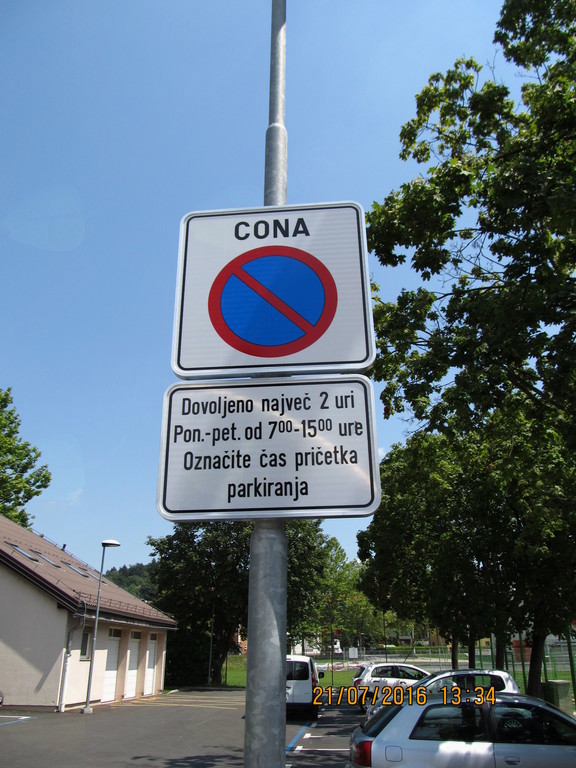 CONA
Dovoljeno največ 2 uri
Pon.-pet. od 7⁰⁰-15⁰⁰ ure
Označite čas pričetka
parkiranja
21/07/2016 13:34